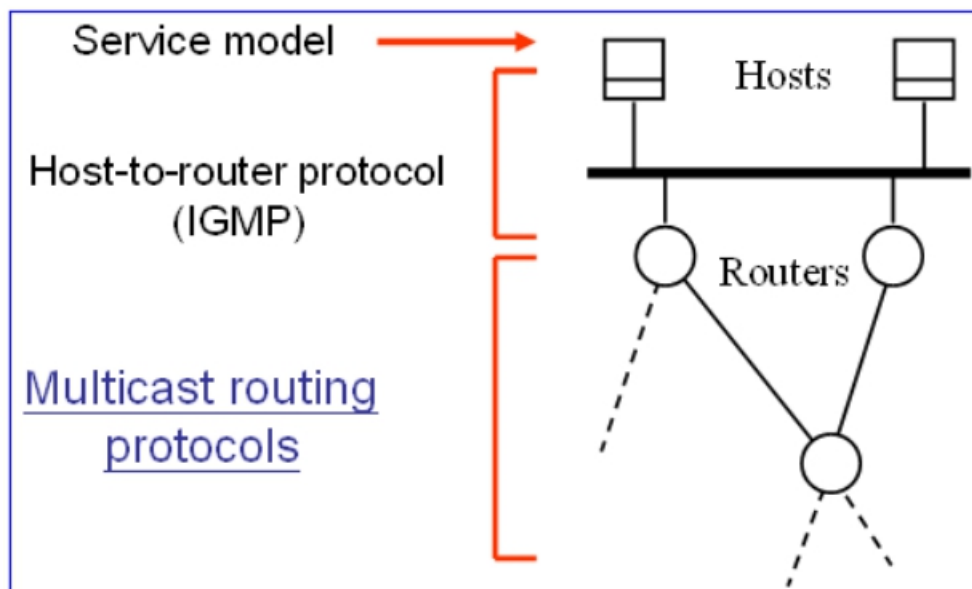 Service model
Hosts
Host-to-router protocol
(IGMP)
Routers
Multicast routing
protocols